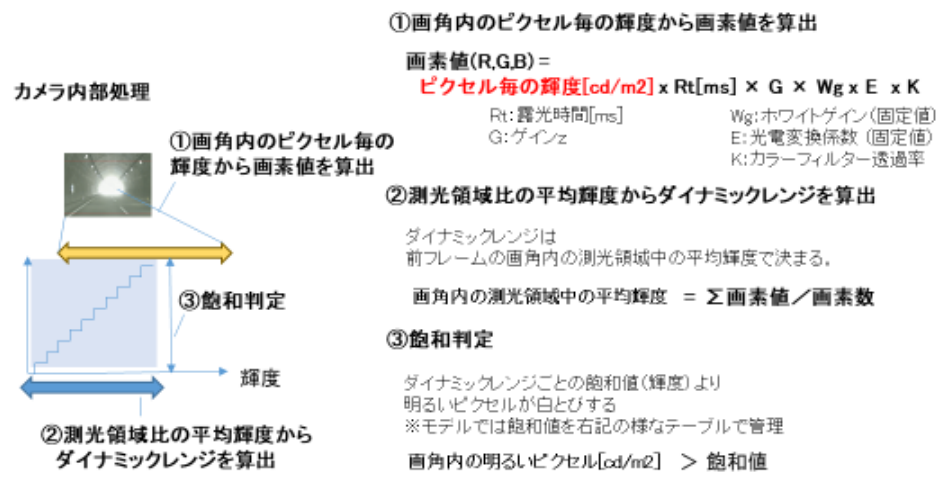 カメラ内部処理
①画角内のピクセル毎の
輝度から画素値を算出
③飽和判定
輝度
②測光領域比の平均輝度から
ダイナミックレンジを算出
①画角内のピクセル毎の輝度から画素値を算出
画素値(R,G,B) =
ピクセル毎の輝度[cd/m2] x Rt[ms] × G × Wg x E x K
Rt:露光時間[ms]
G:ゲインz
Wg:ホワイトゲイン(固定値)
E:光電変換係数 (固定値)
K:カラーフィルター透過率
②測光領域比の平均輝度からダイナミックレンジを算出
ダイナミックレンジは
前フレームの画角内の測光領域中の平均輝度で決まる。
画角内の測光領域中の平均輝度 = Σ画素値/画素数
③飽和判定
ダイナミックレンジごとの飽和値(輝度)より
明るいピクセルが白とびする
※モデルでは飽和値を右記の様なテーブルで管理
画角内の明るいピクセル[cd/m2] > 飽和値